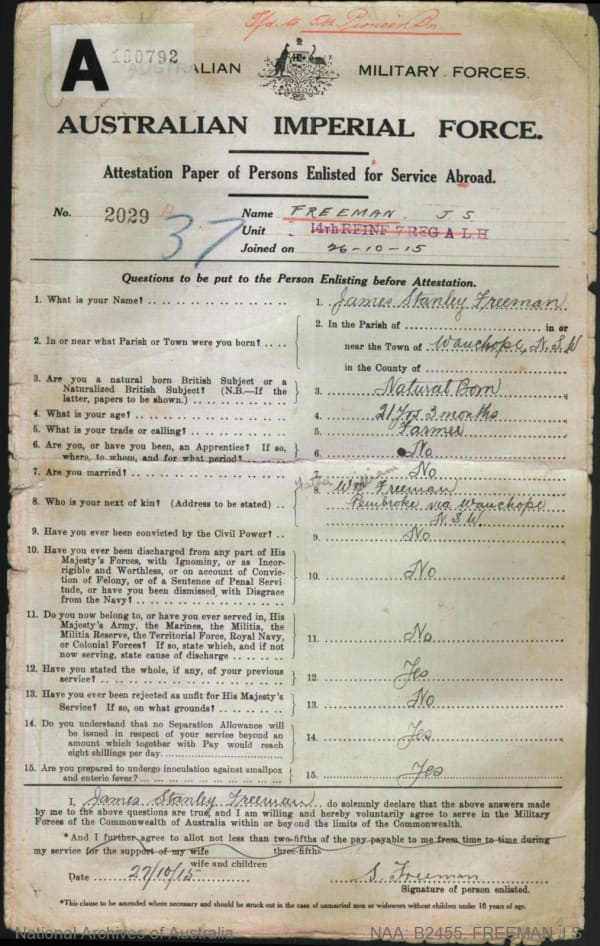 Tfd. to 5th Pioneer Bn.
A 190792
AUSTRALIAN MILITARY FORCES.
AUSTRALIAN IMPERIAL FORCE.
Attestation Paper of Persons Enlisted for Service Abroad.
No. 2029 Name FREEMAN J. S
37
Unit 14th REINF 7 REG A L H
Joined on 26-10-15
Questions to be put to the Person Enlisting before Attestation.
1. What is your Name? 1. James Stanley Freeman
2. In or near what Parish or Town were you born? 2. In the Parish of in or
near the Town of Wauchope, N.S.W
in the County of
3. Are you a natural born British Subject or a
Naturalized British Subject? (N.B.—If the
latter, papers to be shown.) 3. Natural Born
4. What is your age? 4. 21 Yrs 3 months
5. What is your trade or calling? 5. Farmer
6. Are you, or have you been, an Apprentice? If so,
where, to whom, and for what period? 6. No
7. Are you married? 7. No
8. Who is your next of kin? (Address to be stated) 8. Father William Freeman
Pembroke via Wauchope
N.S.W.
9. Have you ever been convicted by the Civil Power? 9. No
10. Have you ever been discharged from any part of His
Majesty's Forces, with Ignominy, or as Incor-
rigible and Worthless, or on account of Convic-
tion of Felony, or of a Sentence of Penal Servi-
tude, or have you been dismissed with Disgrace
from the Navy? 10. No
11. Do you now belong to, or have you ever served in, His
Majesty's Army, the Marines, the Militia, the
Militia Reserve, the Territorial Force, Royal Navy,
or Colonial Forces? If so, state which, and if not
now serving, state cause of discharge 11. No
12. Have you stated the whole, if any, of your previous
service? 12. Yes
13. Have you ever been rejected as unfit for His Majesty's
Service? If so, on what grounds? 13. No
14. Do you understand that no Separation Allowance will
be issued in respect of your service beyond an
amount which together with Pay would reach
eight shillings per day. 14. Yes
15. Are you prepared to undergo inoculation against smallpox
and enteric fever? 15. Yes
I, James Stanley Freeman do solemnly declare that the above answers made
by me to the above questions are true, and I am willing and hereby voluntarily agree to serve in the Military
Forces of the Commonwealth of Australia within or beyond the limits of the Commonwealth.
*And I further agree to allot not less than two-fifths of the pay payable to me from time to time during
my service for the support of my wife three-fifths
wife and children
Date 27/10/15 S. Freeman
Signature of person enlisted.
*This clause to be amended where necessary and should be struck out in the case of unmarried men or widowers without children under 16 years of age.
National Archives of Australia NAA: B2455, FREEMAN J S